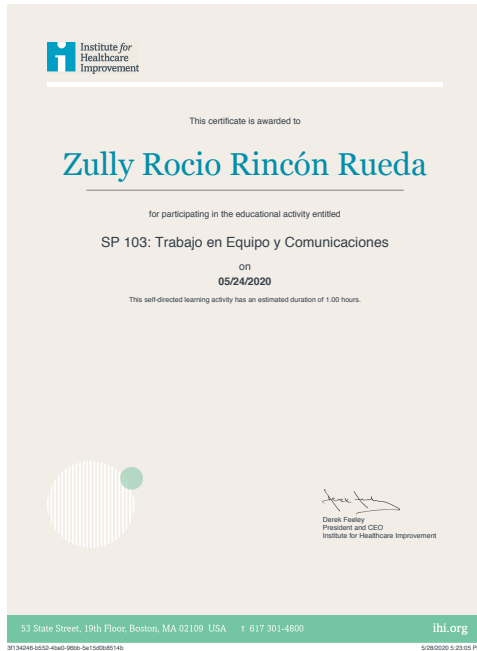 Institute for
Healthcare
Improvement
This certificate is awarded to
Zully Rocio Rincón Rueda
for participating in the educational activity entitled
SP 103: Trabajo en Equipo y Comunicaciones
on
05/24/2020
This self-directed learning activity has an estimated duration of 1.00 hours.
Derek Feeley
President and CEO
Institute for Healthcare Improvement
53 State Street, 19th Floor, Boston, MA 02109 USA T 617 301-4800 ihi.org
3f134246-b552-4be0-96bb-5e15d0b8514b 5/28/2020 5:23:05 P